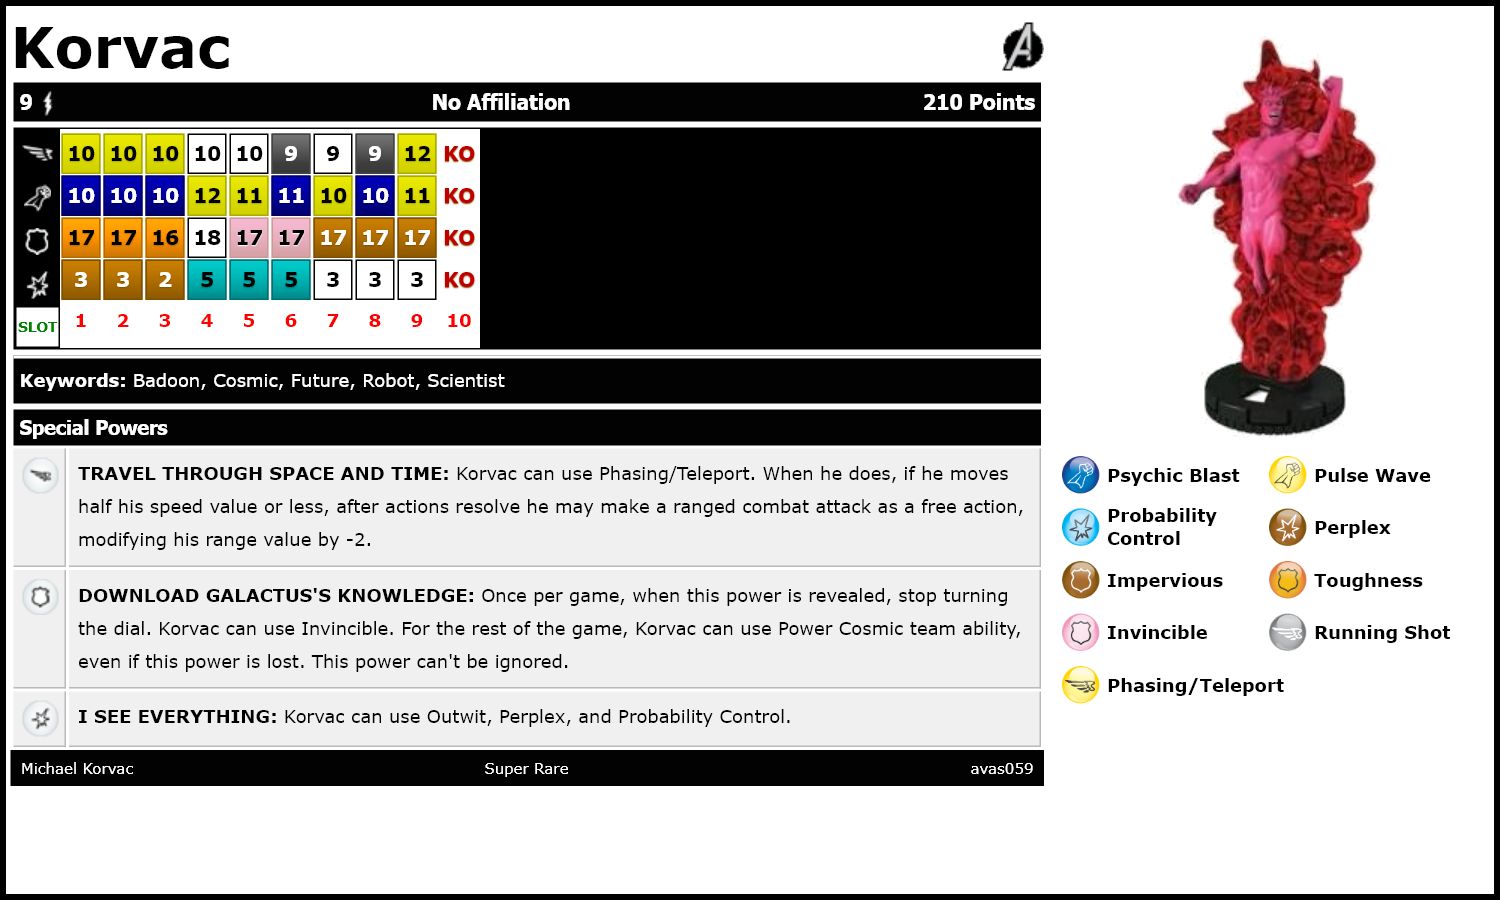 Korvac
9 No Affiliation 210 Points
10 10 10 10 10 9 9 9 12 KO
10 10 10 12 11 11 10 10 11 KO
17 17 16 18 17 17 17 17 17 KO
3 3 2 5 5 5 3 3 3 KO
SLOT 1 2 3 4 5 6 7 8 9 10
Keywords: Badoon, Cosmic, Future, Robot, Scientist
Special Powers
TRAVEL THROUGH SPACE AND TIME: Korvac can use Phasing/Teleport. When he does, if he moves
half his speed value or less, after actions resolve he may make a ranged combat attack as a free action,
modifying his range value by -2.
DOWNLOAD GALACTUS'S KNOWLEDGE: Once per game, when this power is revealed, stop turning
the dial. Korvac can use Invincible. For the rest of the game, Korvac can use Power Cosmic team ability,
even if this power is lost. This power can't be ignored.
I SEE EVERYTHING: Korvac can use Outwit, Perplex, and Probability Control.
Michael Korvac Super Rare avas059
Psychic Blast Pulse Wave
Probability
Control Perplex
Impervious Toughness
Invincible Running Shot
Phasing/Teleport